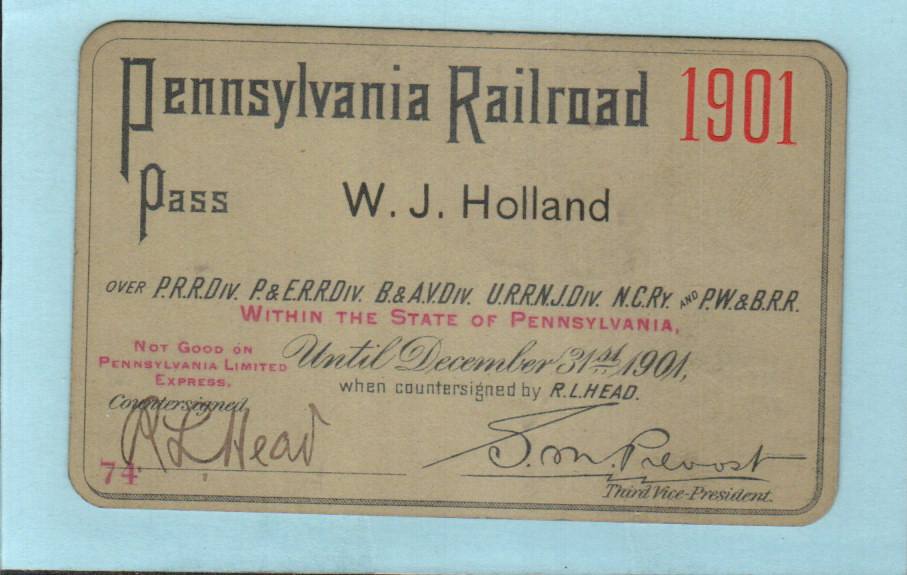 Pennsylvania Railroad 1901
Pass W. J. Holland
OVER P.R.R.DIV. P.& E.R.R.DIV. B.& A.V.DIV. U.R.R.N.J.DIV. N.C.RY. AND P.W.& B.R.R.
WITHIN THE STATE OF PENNSYLVANIA,
NOT GOOD ON
PENNSYLVANIA LIMITED
EXPRESS.
Until December 31st 1901,
when countersigned by R.L.HEAD.
Countersigned
R L Head
74
S. M. Prevost
Third Vice-President.